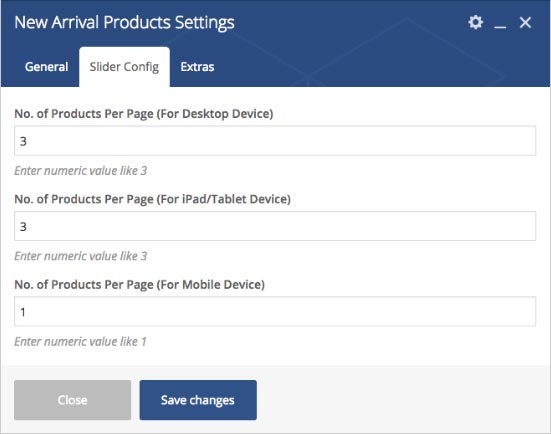 New Arrival Products Settings
General Slider Config Extras
No. of Products Per Page (For Desktop Device)
3
Enter numeric value like 3
No. of Products Per Page (For iPad/Tablet Device)
3
Enter numeric value like 3
No. of Products Per Page (For Mobile Device)
1
Enter numeric value like 1
Close Save changes